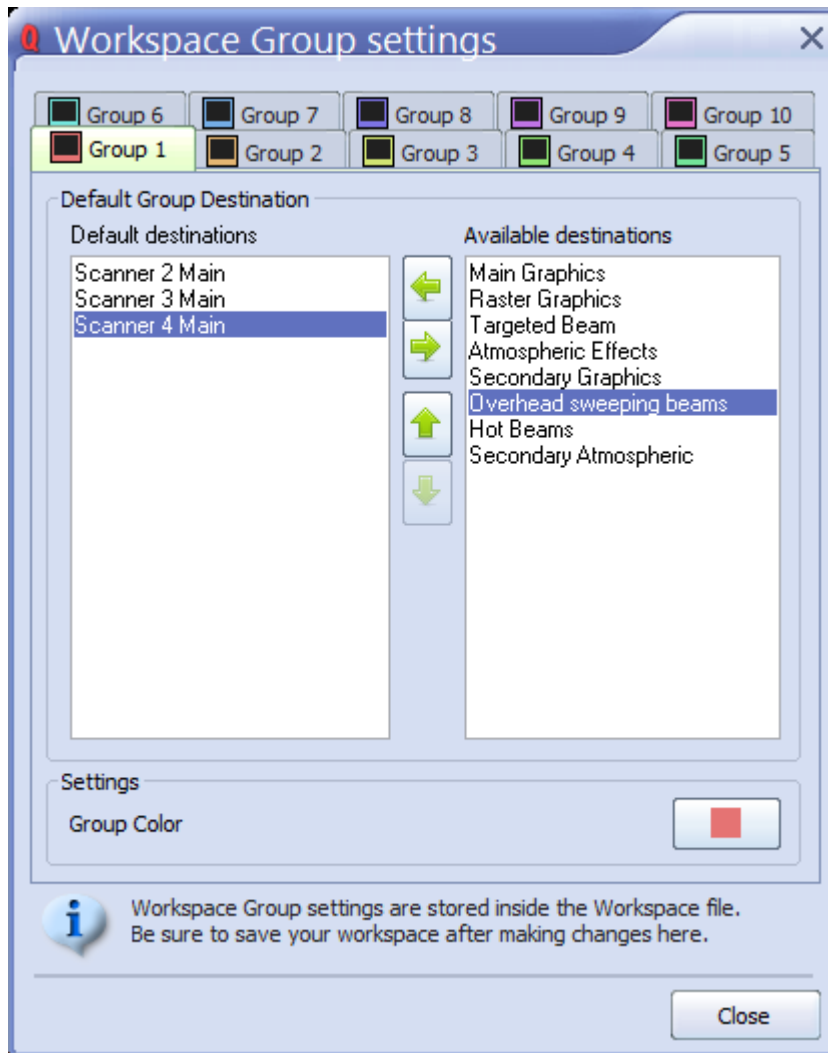 Workspace Group settings
Group 6 Group 7 Group 8 Group 9 Group 10
Group 1 Group 2 Group 3 Group 4 Group 5
Default Group Destination
Default destinations
Scanner 2 Main
Scanner 3 Main
Scanner 4 Main
Available destinations
Main Graphics
Raster Graphics
Targeted Beam
Atmospheric Effects
Secondary Graphics
Overhead sweeping beams
Hot Beams
Secondary Atmospheric
Settings
Group Color
Workspace Group settings are stored inside the Workspace file.
Be sure to save your workspace after making changes here.
Close